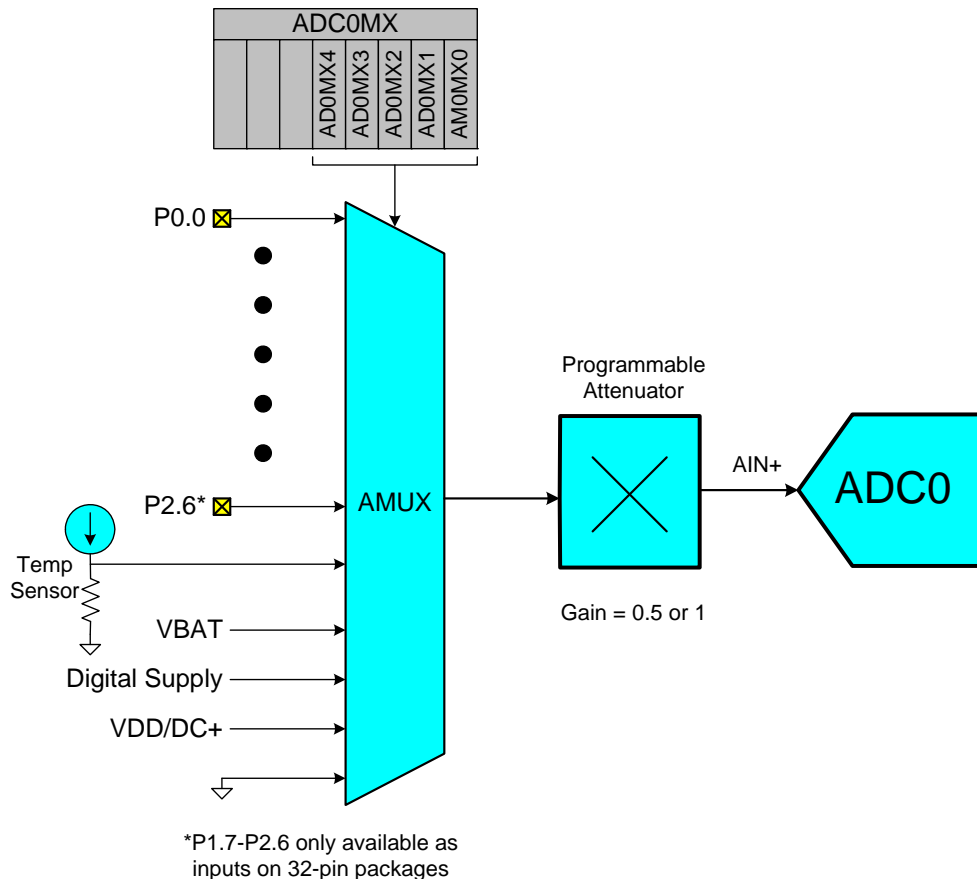 ADC0MX
AD0MX4
AD0MX3
AD0MX2
AD0MX1
AM0MX0
P0.0
Programmable
Attenuator
P2.6*
AMUX
AIN+
ADC0
Temp
Sensor
Gain = 0.5 or 1
VBAT
Digital Supply
VDD/DC+
*P1.7-P2.6 only available as
inputs on 32-pin packages